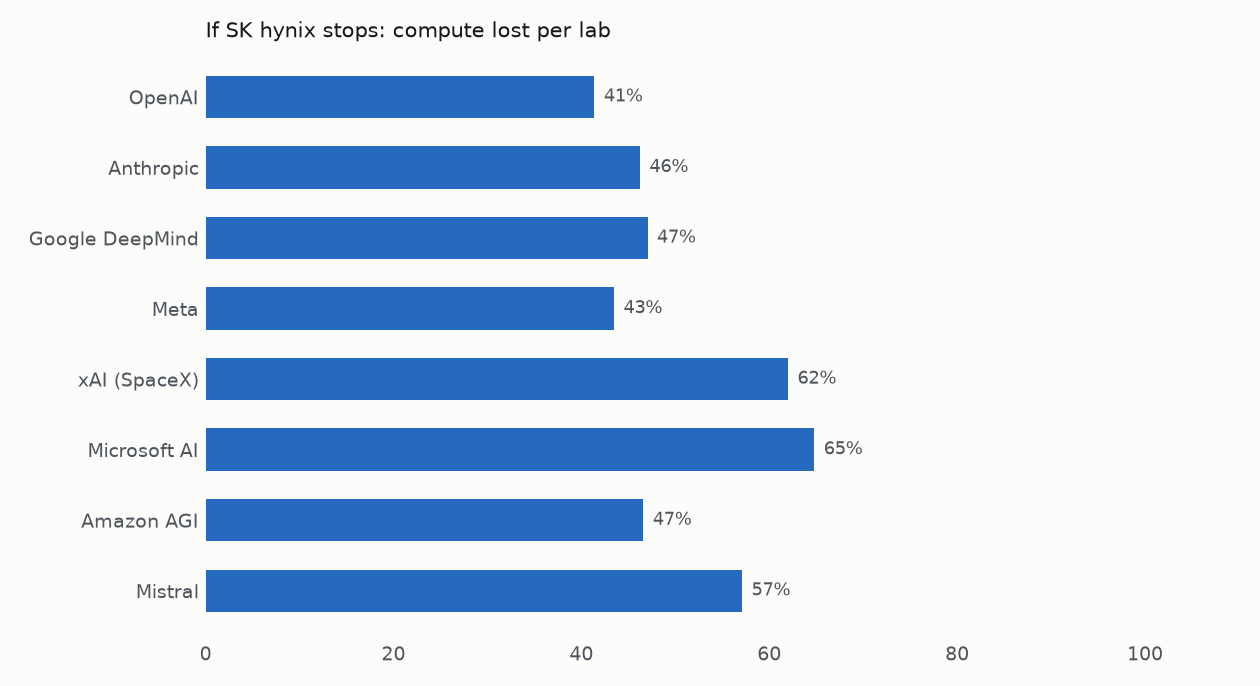 If SK hynix stops: compute lost per lab
OpenAI 41%
Anthropic 46%
Google DeepMind 47%
Meta 43%
xAI (SpaceX) 62%
Microsoft AI 65%
Amazon AGI 47%
Mistral 57%
0 20 40 60 80 100